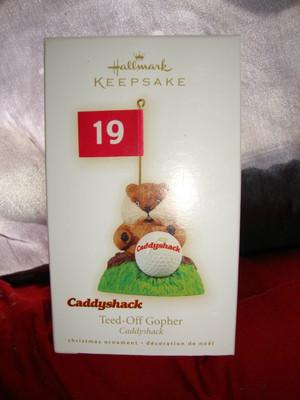 Hallmark
KEEPSAKE
19
Caddyshack
Caddyshack
Teed-Off Gopher
Caddyshack
christmas ornament • décoration de noël